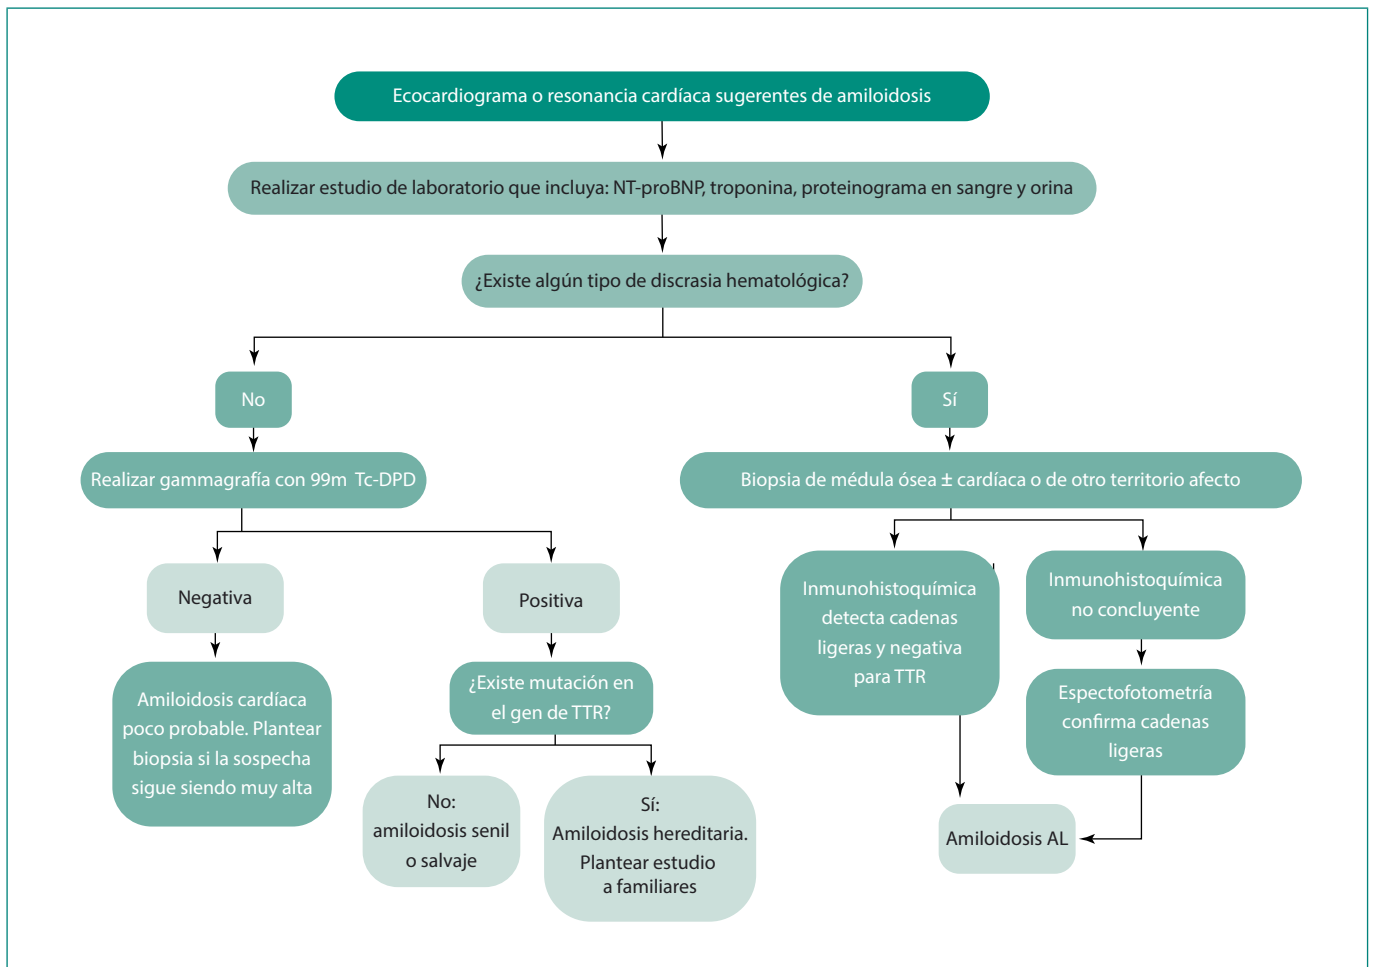 Ecocardiograma o resonancia cardíaca sugerentes de amiloidosis
Realizar estudio de laboratorio que incluya: NT-proBNP, troponina, proteinograma en sangre y orina
¿Existe algún tipo de discrasia hematológica?
No
Sí
Realizar gammagrafía con 99m Tc-DPD
Biopsia de médula ósea ± cardíaca o de otro territorio afecto
Negativa
Positiva
Inmunohistoquímica
detecta cadenas
ligeras y negativa
para TTR
Inmunohistoquímica
no concluyente
Amiloidosis cardíaca
poco probable. Plantear
biopsia si la sospecha
sigue siendo muy alta
¿Existe mutación en
el gen de TTR?
Espectofotometría
confirma cadenas
ligeras
No:
amiloidosis senil
o salvaje
Sí:
Amiloidosis hereditaria.
Plantear estudio
a familiares
Amiloidosis AL